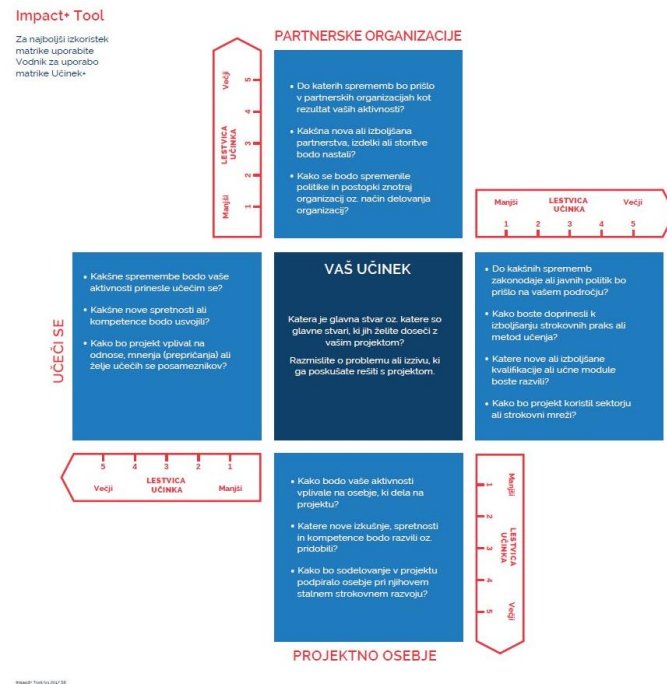 Impact+ Tool
Za najboljši izkoristek
matrike uporabite
Vodnik za uporabo
matrike Učinek+
PARTNERSKE ORGANIZACIJE
Večji
LESTVICA
UČINKA
Manjši
5
4
3
2
1
• Do katerih sprememb bo prišlo
v partnerskih organizacijah kot
rezultat vaših aktivnosti?
• Kakšna nova ali izboljšana
partnerstva, izdelki ali storitve
bodo nastali?
• Kako se bodo spremenile
politike in postopki znotraj
organizacij oz. način delovanja
organizacij?
Manjši
LESTVICA
UČINKA
Večji
1 2 3 4 5
UČEČI SE
• Kakšne spremembe bodo vaše
aktivnosti prinesle učečim se?
• Kakšne nove spretnosti ali
kompetence bodo usvojili?
• Kako bo projekt vplival na
odnose, mnenja (prepričanja) ali
želje učečih se posameznikov?
VAŠ UČINEK
Katera je glavna stvar oz. katere so
glavne stvari, ki jih želite doseči z
vašim projektom?
Razmislite o problemu ali izzivu, ki
ga poskušate rešiti s projektom.
• Do kakšnih sprememb
zakonodaje ali javnih politik bo
prišlo na vašem področju?
• Kako boste doprinesli k
izboljšanju strokovnih praks ali
metod učenja?
• Katere nove ali izboljšane
kvalifikacije ali učne module
boste razvili?
• Kako bo projekt koristil sektorju
ali strokovni mreži?
5 4 3 2 1
Večji
LESTVICA
UČINKA
Manjši
• Kako bodo vaše aktivnosti
vplivale na osebje, ki dela na
projektu?
• Katere nove izkušnje, spretnosti
in kompetence bodo razvili oz.
pridobili?
• Kako bo sodelovanje v projektu
podpiralo osebje pri njihovem
stalnem strokovnem razvoju?
1
2
3
4
5
Manjši
LESTVICA
UČINKA
Večji
PROJEKTNO OSEBJE